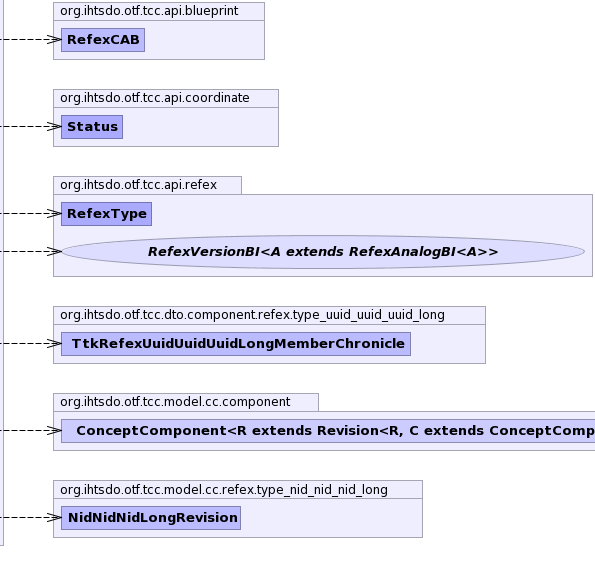 org.ihtsdo.otf.tcc.api.blueprint
RefexCAB
org.ihtsdo.otf.tcc.api.coordinate
Status
org.ihtsdo.otf.tcc.api.refex
RefexType
RefexVersionBI<A extends RefexAnalogBI<A>>
org.ihtsdo.otf.tcc.dto.component.refex.type_uuid_uuid_uuid_long
TtkRefexUuidUuidUuidLongMemberChronicle
org.ihtsdo.otf.tcc.model.cc.component
ConceptComponent<R extends Revision<R, C extends ConceptComp
org.ihtsdo.otf.tcc.model.cc.refex.type_nid_nid_nid_long
NidNidNidLongRevision